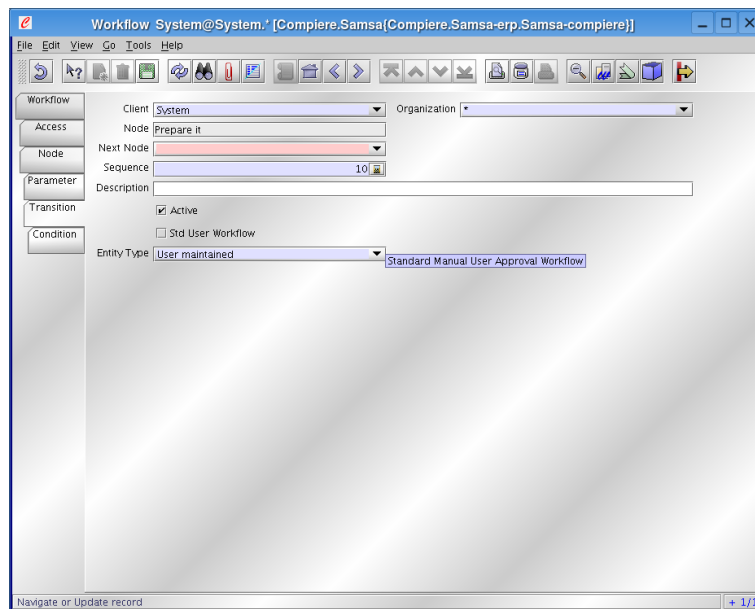 Workflow System@System.* [Compiere.Samsa{Compiere.Samsa-erp.Samsa-compiere}]
File Edit View Go Tools Help
Workflow
Access
Node
Parameter
Transition
Condition
Client System Organization *
Node Prepare it
Next Node
Sequence 10
Description
Active
Std User Workflow
Entity Type User maintained
Standard Manual User Approval Workflow
Navigate or Update record + 1/1